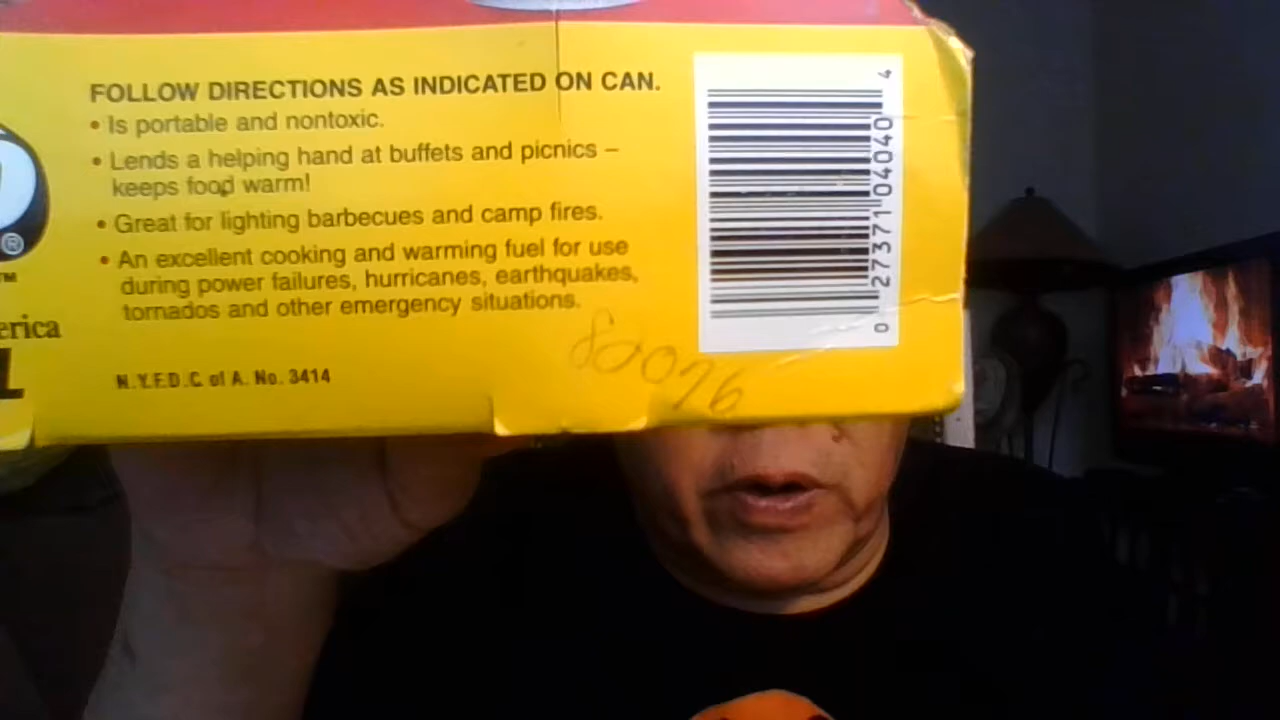 FOLLOW DIRECTIONS AS INDICATED ON CAN.
• Is portable and nontoxic.
• Lends a helping hand at buffets and picnics –
keeps food warm!
• Great for lighting barbecues and camp fires.
• An excellent cooking and warming fuel for use
during power failures, hurricanes, earthquakes,
tornados and other emergency situations.
N.Y.F.D.C. of A. No. 3414
®
TM
erica
0 27371 04040 4